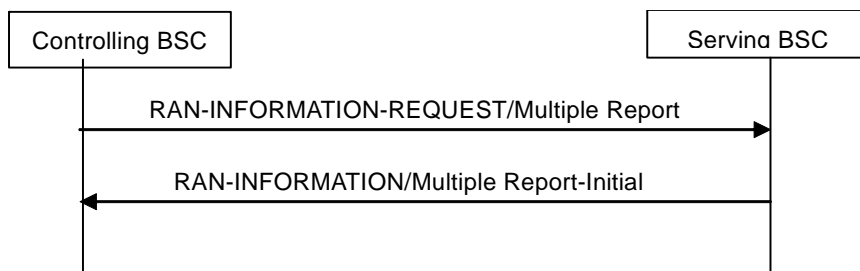 Controlling BSC
Serving BSC
RAN-INFORMATION-REQUEST/Multiple Report
RAN-INFORMATION/Multiple Report-Initial